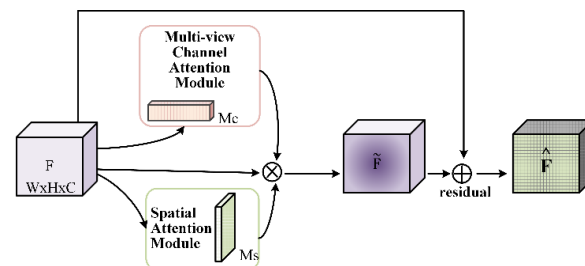 Multi-view
Channel
Attention
Module
Mc
F
WxHxC
F̃
F̂
residual
Spatial
Attention
Module
Ms